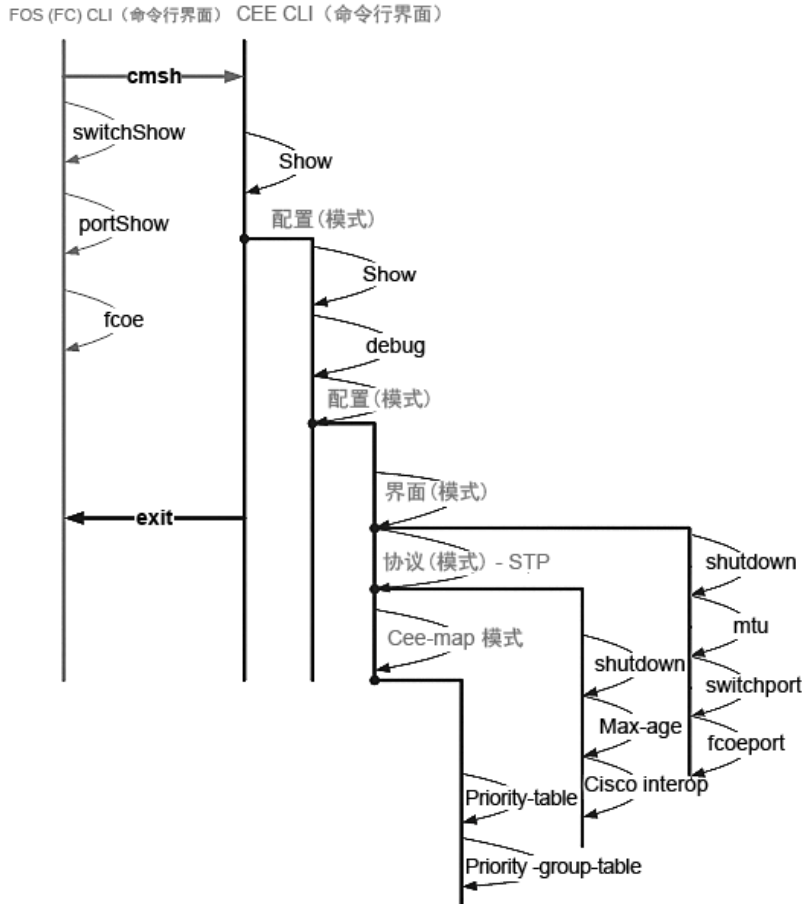 FOS (FC) CLI（命令行界面） CEE CLI（命令行界面）
cmsh
switchShow
Show
portShow
配置(模式)
Show
fcoe
debug
配置(模式)
界面(模式)
exit
协议(模式) - STP
shutdown
mtu
Cee-map 模式
shutdown
switchport
Max-age
fcoeport
Cisco interop
Priority-table
Priority -group-table